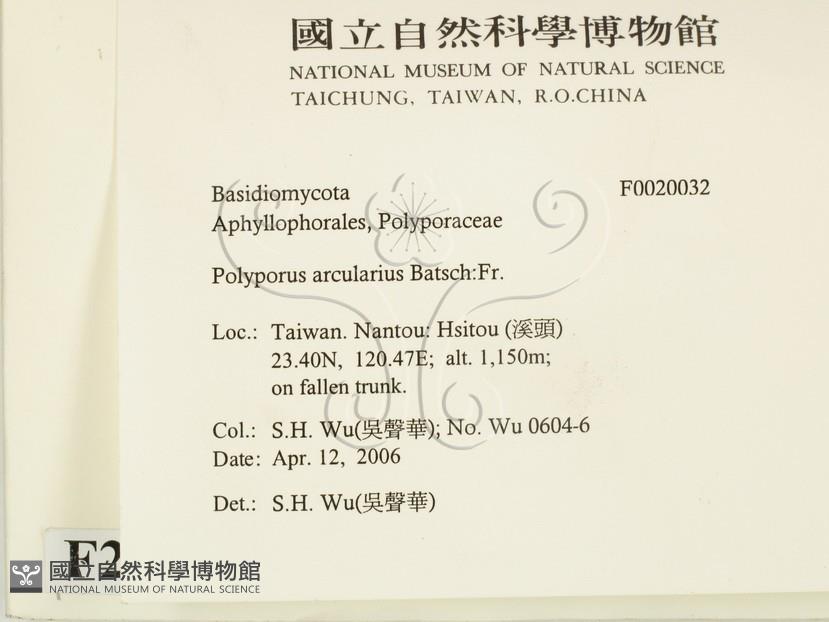 國立自然科學博物館
NATIONAL MUSEUM OF NATURAL SCIENCE
TAICHUNG, TAIWAN, R.O.CHINA
Basidiomycota F0020032
Aphyllophorales, Polyporaceae
Polyporus arcularius Batsch:Fr.
Loc.: Taiwan. Nantou: Hsitou (溪頭)
23.40N, 120.47E; alt. 1,150m;
on fallen trunk.
Col.: S.H. Wu(吳聲華); No. Wu 0604-6
Date: Apr. 12, 2006
Det.: S.H. Wu(吳聲華)
F2
國立自然科學博物館
NATIONAL MUSEUM OF NATURAL SCIENCE